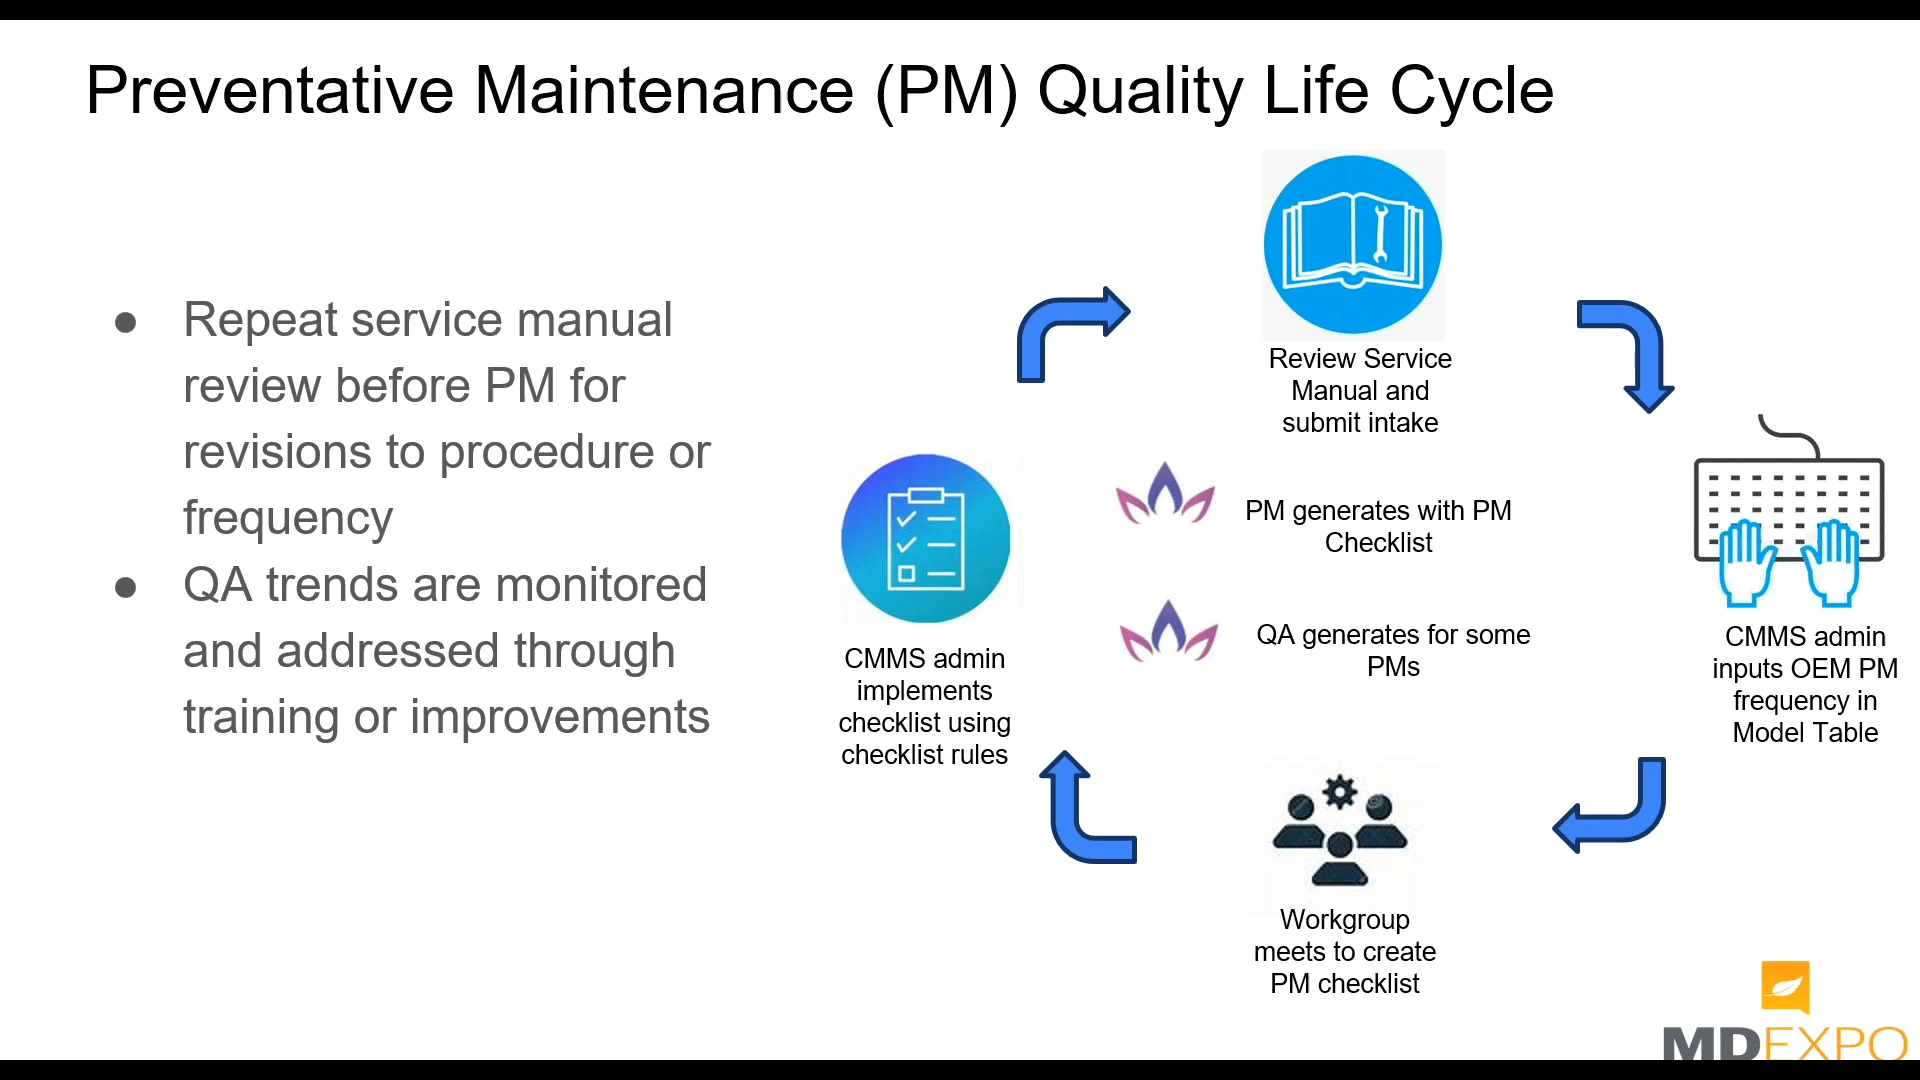 Preventative Maintenance (PM) Quality Life Cycle
● Repeat service manual
review before PM for
revisions to procedure or
frequency
● QA trends are monitored
and addressed through
training or improvements
Review Service
Manual and
submit intake
PM generates with PM
Checklist
QA generates for some
PMs
CMMS admin
inputs OEM PM
frequency in
Model Table
CMMS admin
implements
checklist using
checklist rules
Workgroup
meets to create
PM checklist
MDEXPO